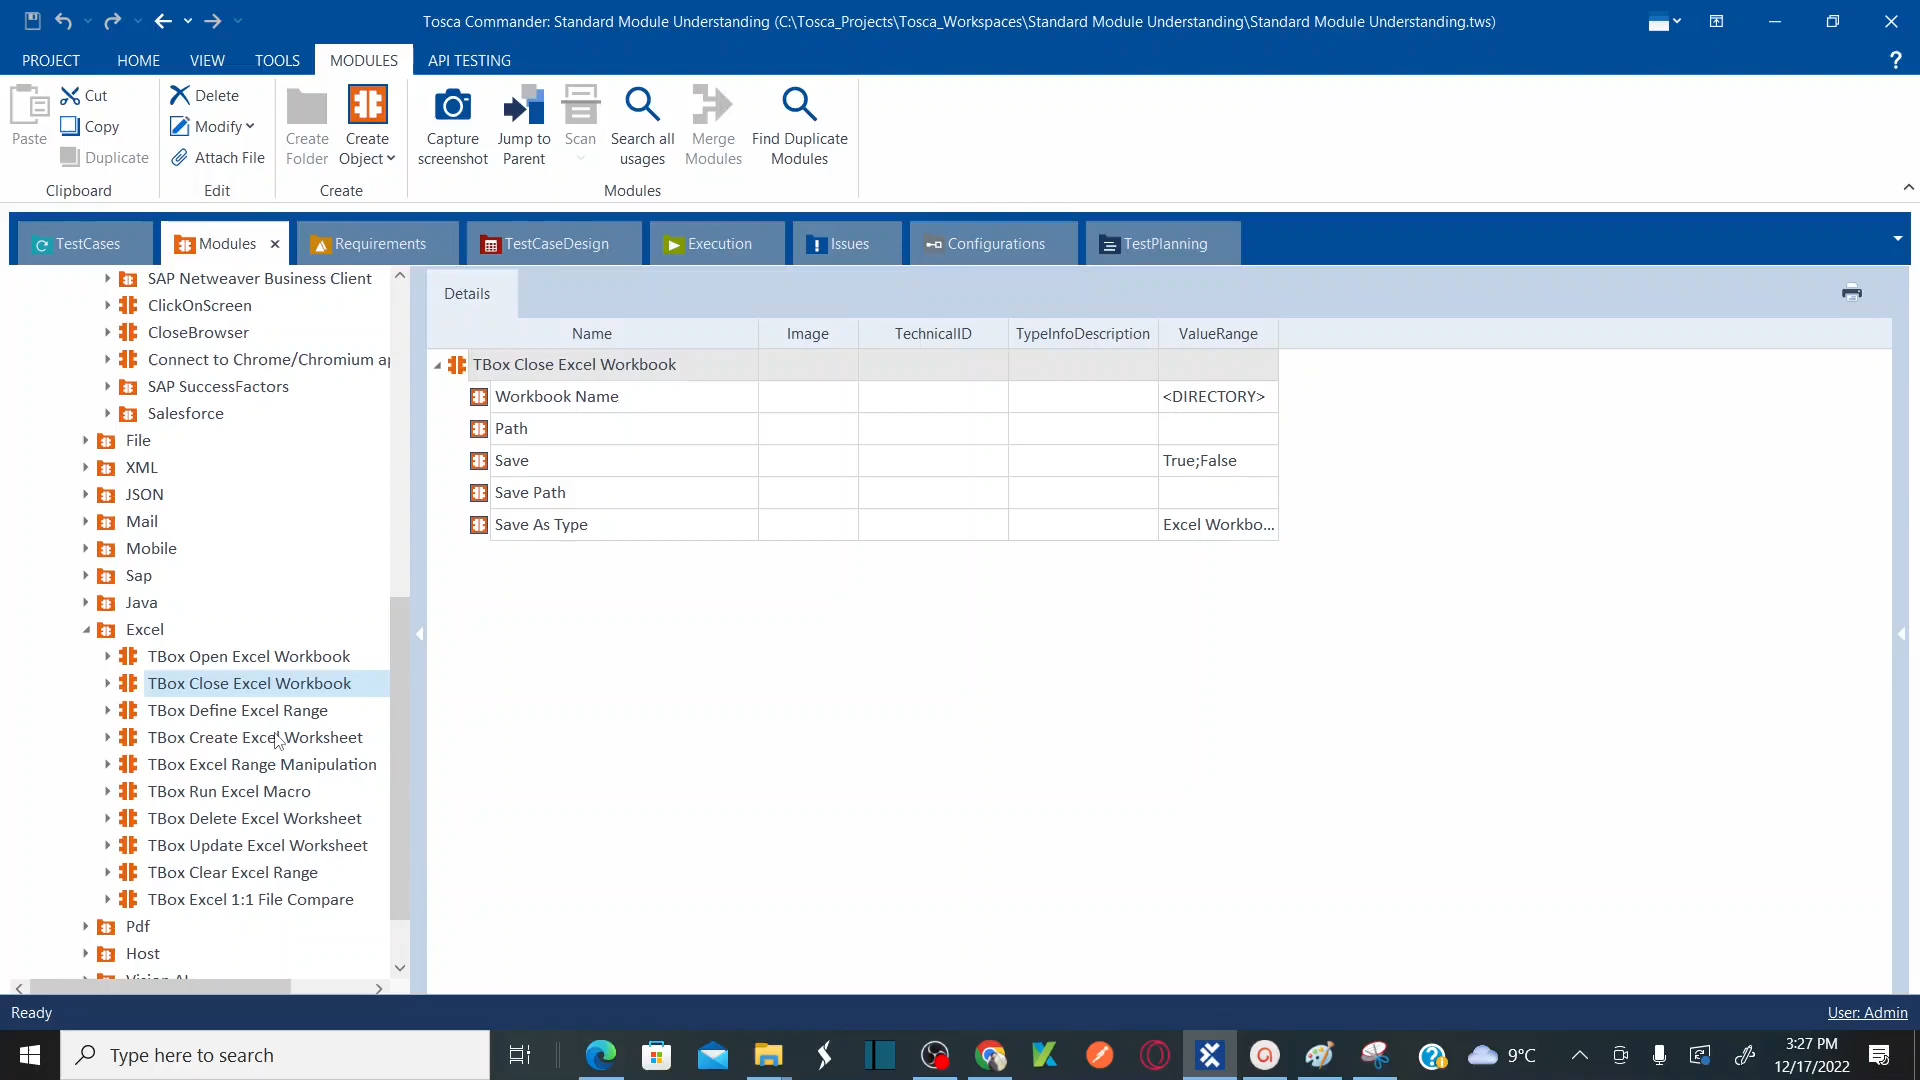 Tosca Commander: Standard Module Understanding (C:\Tosca_Projects\Tosca_Workspaces\Standard Module Understanding\Standard Module Understanding.tws)
PROJECT HOME VIEW TOOLS MODULES API TESTING
?
Paste
Cut
Copy
Duplicate
Clipboard
Delete
Modify
Attach File
Edit
Create
Folder
Create
Object
Create
Capture
screenshot
Jump to
Parent
Scan
Search all
usages
Merge
Modules
Find Duplicate
Modules
Modules
TestCases Modules Requirements TestCaseDesign Execution Issues Configurations TestPlanning
SAP Netweaver Business Client
ClickOnScreen
CloseBrowser
Connect to Chrome/Chromium
SAP SuccessFactors
Salesforce
File
XML
JSON
Mail
Mobile
Sap
Java
Excel
TBox Open Excel Workbook
TBox Close Excel Workbook
TBox Define Excel Range
TBox Create Excel Worksheet
TBox Excel Range Manipulation
TBox Run Excel Macro
TBox Delete Excel Worksheet
TBox Update Excel Worksheet
TBox Clear Excel Range
TBox Excel 1:1 File Compare
Pdf
Host
Details
Name Image TechnicalID TypeInfoDescription ValueRange
TBox Close Excel Workbook
Workbook Name <DIRECTORY>
Path
Save True;False
Save Path
Save As Type Excel Workbo...
Ready
User: Admin
Type here to search
9°C
3:27 PM
12/17/2022